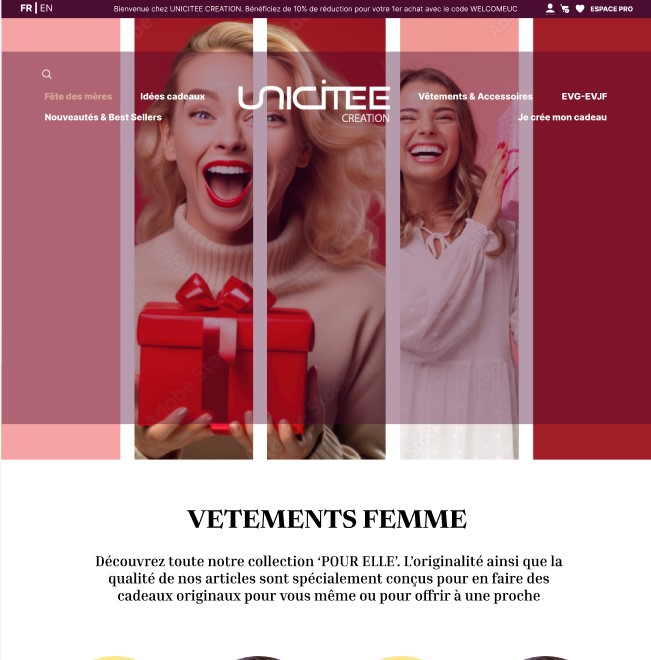 FR | EN
Bienvenue chez UNICITEE CREATION. Bénéficiez de 10% de réduction pour votre 1er achat avec le code WELCOMEUC
ESPACE PRO
Fête des mères
Idées cadeaux
UNICITEE
CREATION
Vêtements & Accessoires
EVG-EVJF
Nouveautés & Best Sellers
Je crée mon cadeau
VETEMENTS FEMME
Découvrez toute notre collection ‘POUR ELLE’. L’originalité ainsi que la
qualité de nos articles sont spécialement conçus pour en faire des
cadeaux originaux pour vous même ou pour offrir à une proche